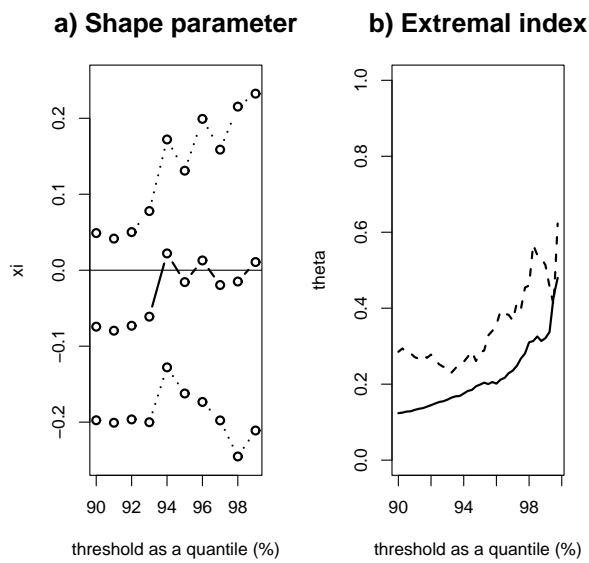 a) Shape parameter
b) Extremal index
xi
0.2
0.1
0.0
−0.1
−0.2
90 92 94 96 98
threshold as a quantile (%)
theta
1.0
0.8
0.6
0.4
0.2
0.0
90 94 98
threshold as a quantile (%)